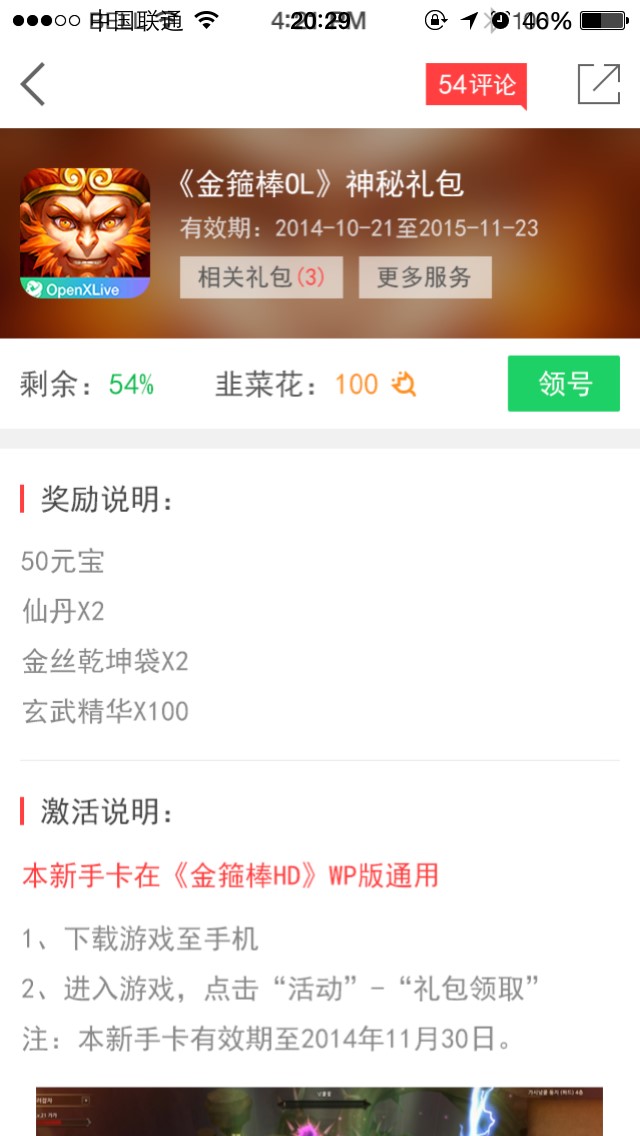 中国联通 20:29 46%
54评论
《金箍棒OL》神秘礼包
有效期：2014-10-21至2015-11-23
OpenXLive
相关礼包(3) 更多服务
剩余：54% 韭菜花：100 领号
奖励说明：
50元宝
仙丹X2
金丝乾坤袋X2
玄武精华X100
激活说明：
本新手卡在《金箍棒HD》WP版通用
1、下载游戏至手机
2、进入游戏，点击“活动”-“礼包领取”
注：本新手卡有效期至2014年11月30日。